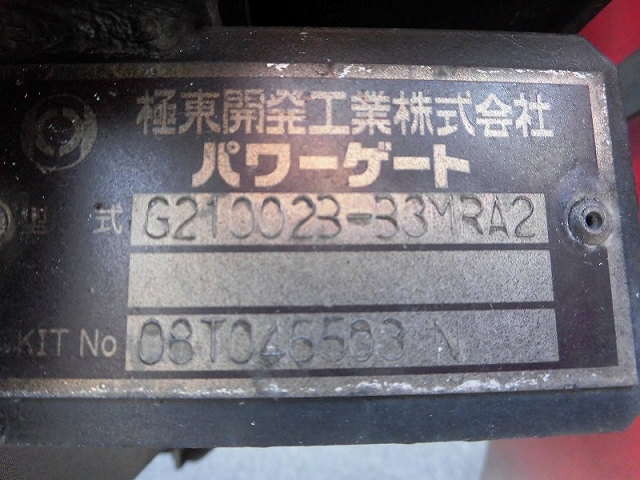 極東開発工業株式会社
パワーゲート
型 式 G210023-33MRA2
KIT No 08T046503 N